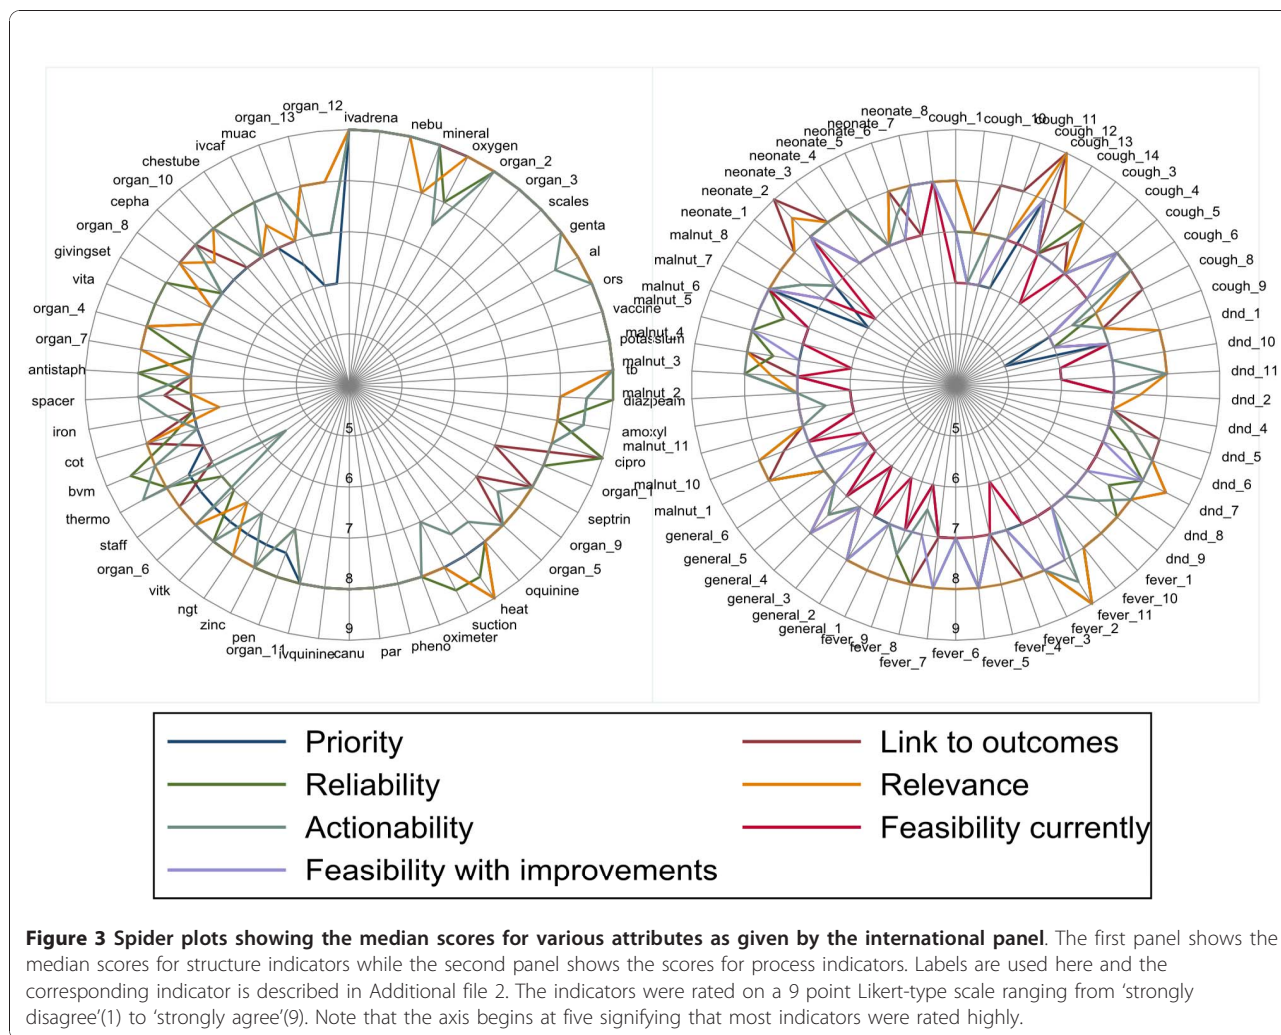 organ_12
ivadrena
organ_13
nebu
muac
mineral
ivcaf
oxygen
chestube
organ_2
organ_10
organ_3
cepha
scales
organ_8
genta
givingset
al
vita
ors
organ_4
vaccine
organ_7
potassium
antistaph
tb
spacer
diazpeam
iron
amoxyl
cot
cipro
bvm
organ_1
thermo
septrin
staff
organ_9
organ_6
organ_5
vitk
oquinine
ngt
heat
zinc
suction
pen
oximeter
organ_11
pheno
ivquinine
canu
par
5
6
7
8
9
neonate_8
cough_1
cough_10
cough_11
neonate_7
cough_12
neonate_6
cough_13
neonate_5
cough_14
neonate_4
cough_3
neonate_3
cough_4
neonate_2
cough_5
neonate_1
cough_6
malnut_8
cough_8
malnut_7
cough_9
malnut_6
dnd_1
malnut_5
dnd_10
malnut_4
dnd_11
malnut_3
dnd_2
malnut_2
dnd_4
malnut_11
dnd_5
malnut_10
dnd_6
malnut_1
dnd_7
general_6
dnd_8
general_5
dnd_9
general_4
fever_1
general_3
fever_10
general_2
fever_11
general_1
fever_2
fever_9
fever_3
fever_8
fever_4
fever_7
fever_6
fever_5
5
6
7
8
9
Priority
Link to outcomes
Reliability
Relevance
Actionability
Feasibility currently
Feasibility with improvements
Figure 3 Spider plots showing the median scores for various attributes as given by the international panel. The first panel shows the
median scores for structure indicators while the second panel shows the scores for process indicators. Labels are used here and the
corresponding indicator is described in Additional file 2. The indicators were rated on a 9 point Likert-type scale ranging from ‘strongly
disagree’(1) to ‘strongly agree’(9). Note that the axis begins at five signifying that most indicators were rated highly.